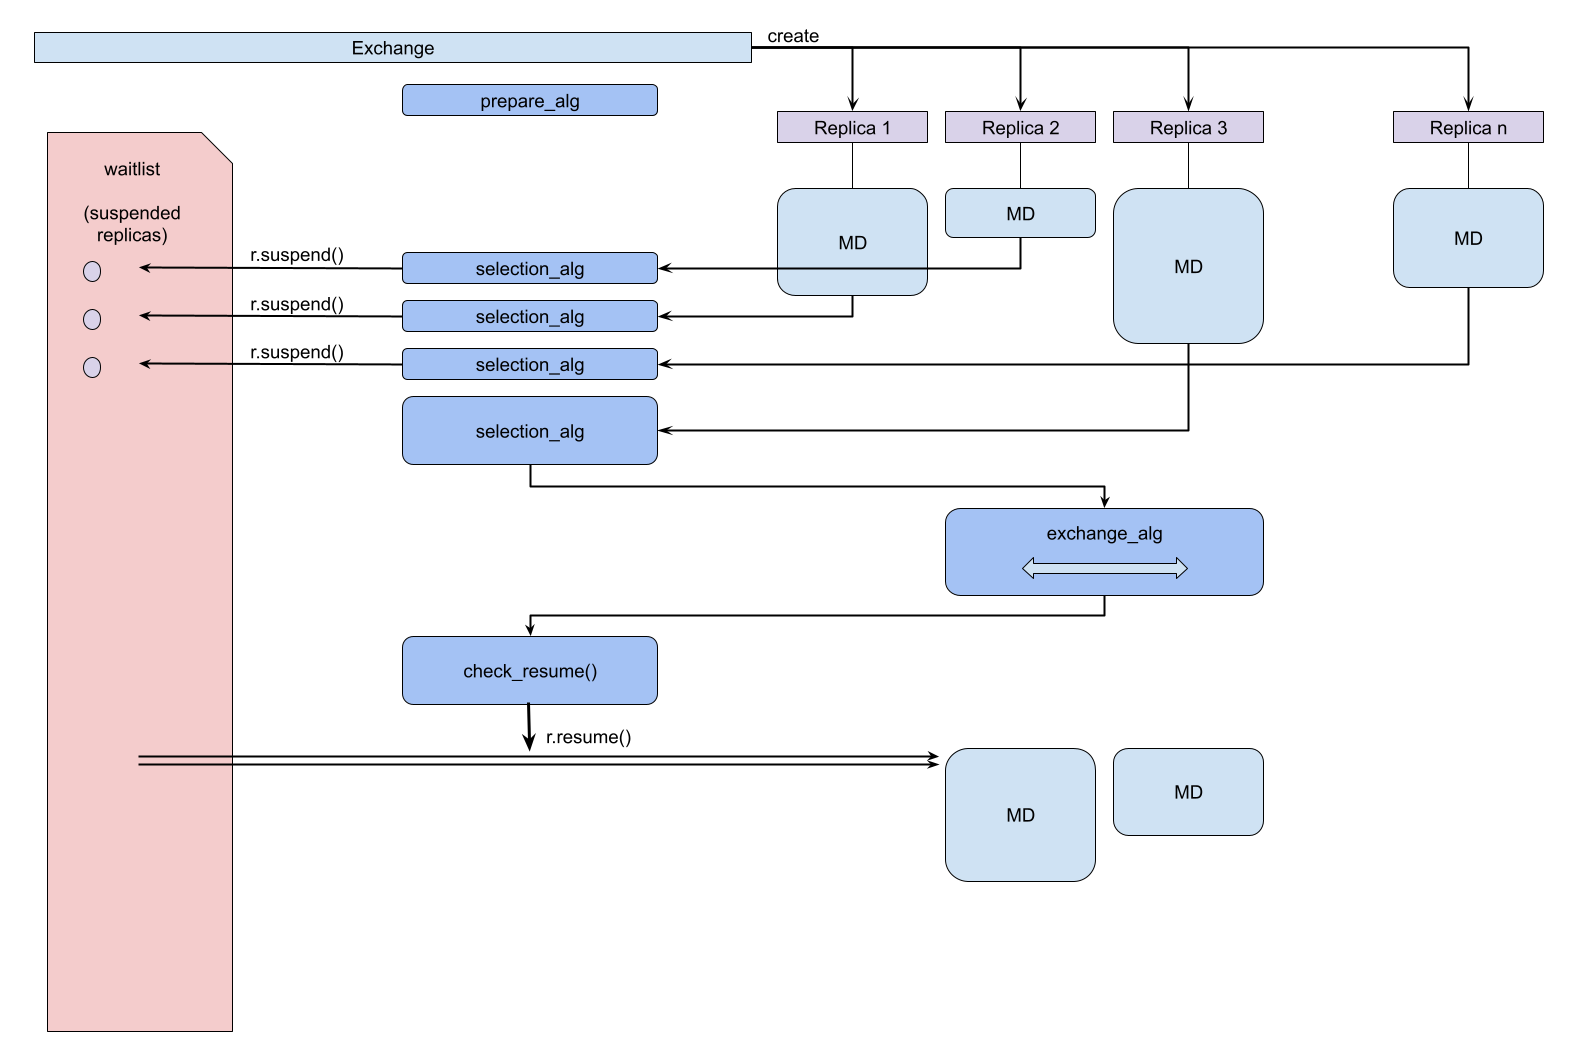 create
Exchange
prepare_alg
Replica 1
Replica 2
Replica 3
Replica n
waitlist
(suspended
replicas)
MD
MD
MD
MD
r.suspend()
selection_alg
r.suspend()
selection_alg
r.suspend()
selection_alg
selection_alg
exchange_alg
check_resume()
r.resume()
MD
MD